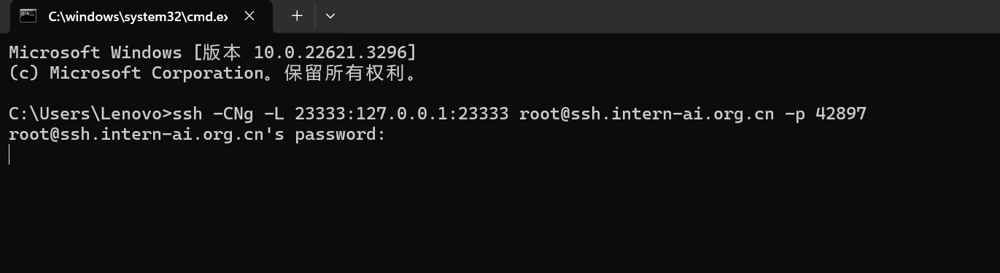 C:\windows\system32\cmd.ex
Microsoft Windows [版本 10.0.22621.3296]
(c) Microsoft Corporation。保留所有权利。
C:\Users\Lenovo>ssh -CNg -L 23333:127.0.0.1:23333 root@ssh.intern-ai.org.cn -p 42897
root@ssh.intern-ai.org.cn's password: